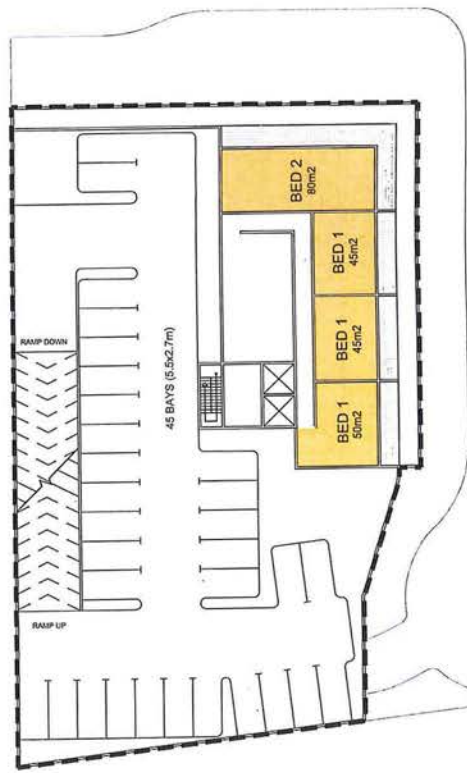 RAMP DOWN
RAMP UP
45 BAYS (5.5x2.7m)
BED 2
80m2
BED 1
45m2
BED 1
45m2
BED 1
50m2